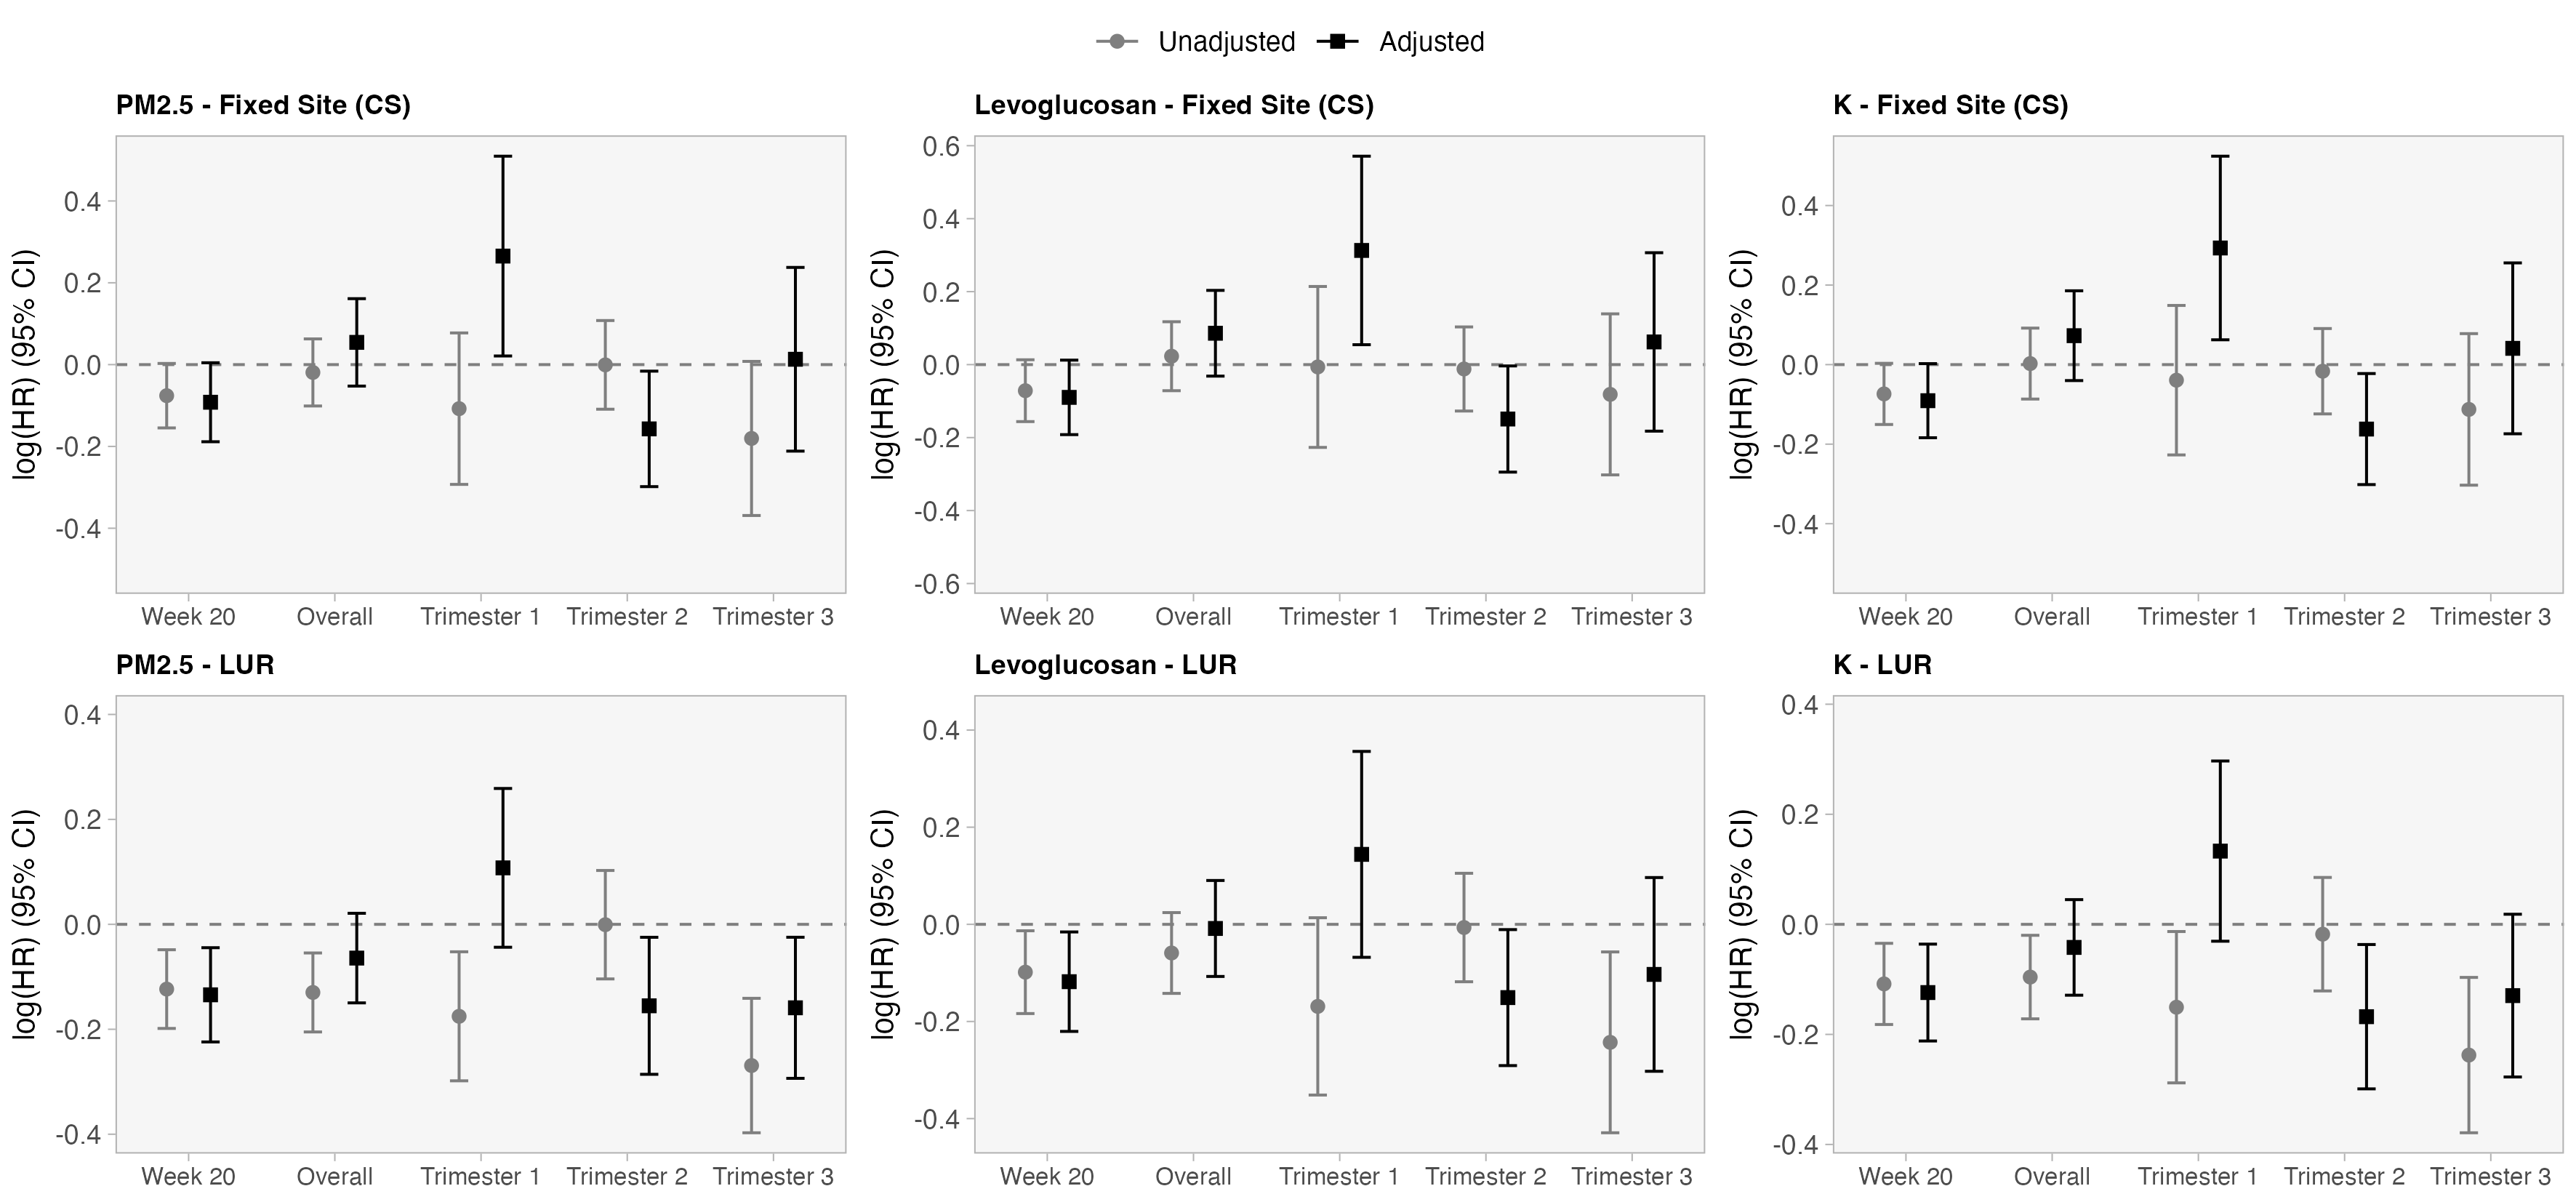 Unadjusted Adjusted
PM2.5 - Fixed Site (CS)
log(HR) (95% CI)
0.4
0.2
0.0
-0.2
-0.4
Week 20 Overall Trimester 1 Trimester 2 Trimester 3
Levoglucosan - Fixed Site (CS)
log(HR) (95% CI)
0.6
0.4
0.2
0.0
-0.2
-0.4
-0.6
Week 20 Overall Trimester 1 Trimester 2 Trimester 3
K - Fixed Site (CS)
log(HR) (95% CI)
0.4
0.2
0.0
-0.2
-0.4
Week 20 Overall Trimester 1 Trimester 2 Trimester 3
PM2.5 - LUR
log(HR) (95% CI)
0.4
0.2
0.0
-0.2
-0.4
Week 20 Overall Trimester 1 Trimester 2 Trimester 3
Levoglucosan - LUR
log(HR) (95% CI)
0.4
0.2
0.0
-0.2
-0.4
Week 20 Overall Trimester 1 Trimester 2 Trimester 3
K - LUR
log(HR) (95% CI)
0.4
0.2
0.0
-0.2
-0.4
Week 20 Overall Trimester 1 Trimester 2 Trimester 3